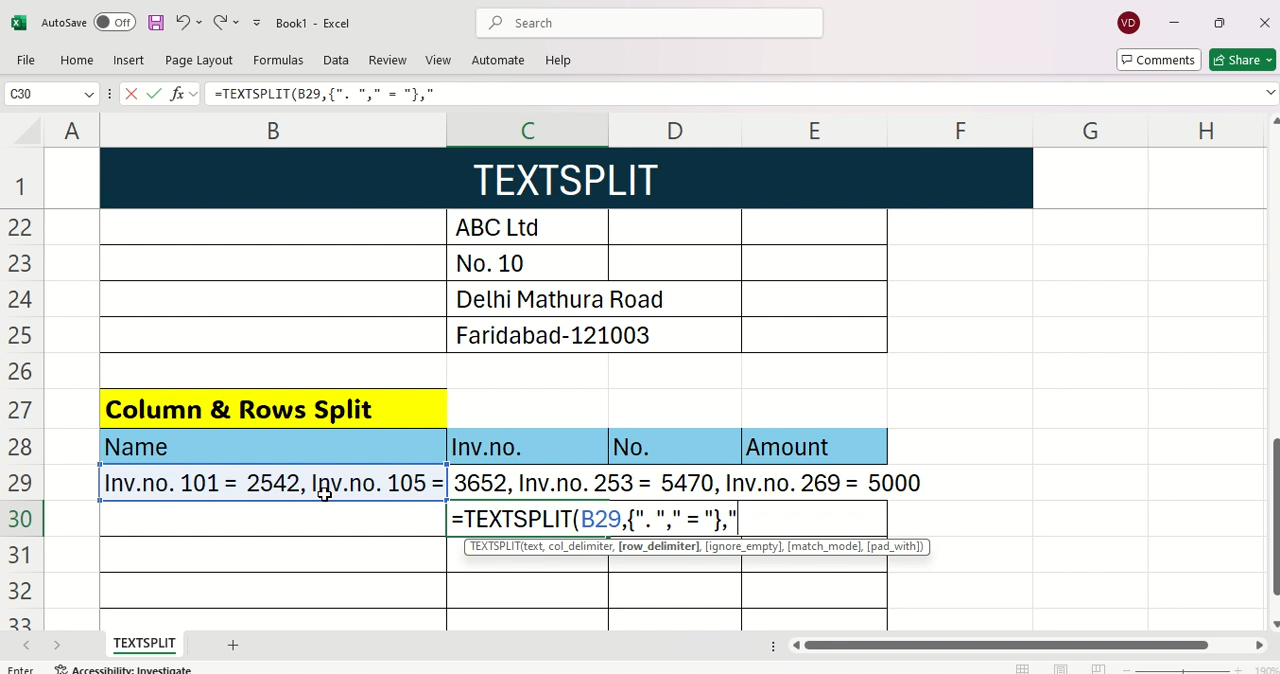 AutoSave Off Book1 - Excel Search VD
File Home Insert Page Layout Formulas Data Review View Automate Help Comments Share
C30 fx =TEXTSPLIT(B29,{". "," = "},"
A B C D E F G H
1 TEXTSPLIT
22 ABC Ltd
23 No. 10
24 Delhi Mathura Road
25 Faridabad-121003
26
27 Column & Rows Split
28 Name Inv.no. No. Amount
29 Inv.no. 101 = 2542, Inv.no. 105 = 3652, Inv.no. 253 = 5470, Inv.no. 269 = 5000
30 =TEXTSPLIT(B29,{". "," = "},"
TEXTSPLIT(text, col_delimiter, [row_delimiter], [ignore_empty], [match_mode], [pad_with])
31
32
33
TEXTSPLIT
Enter Accessibility: Investigate 190%